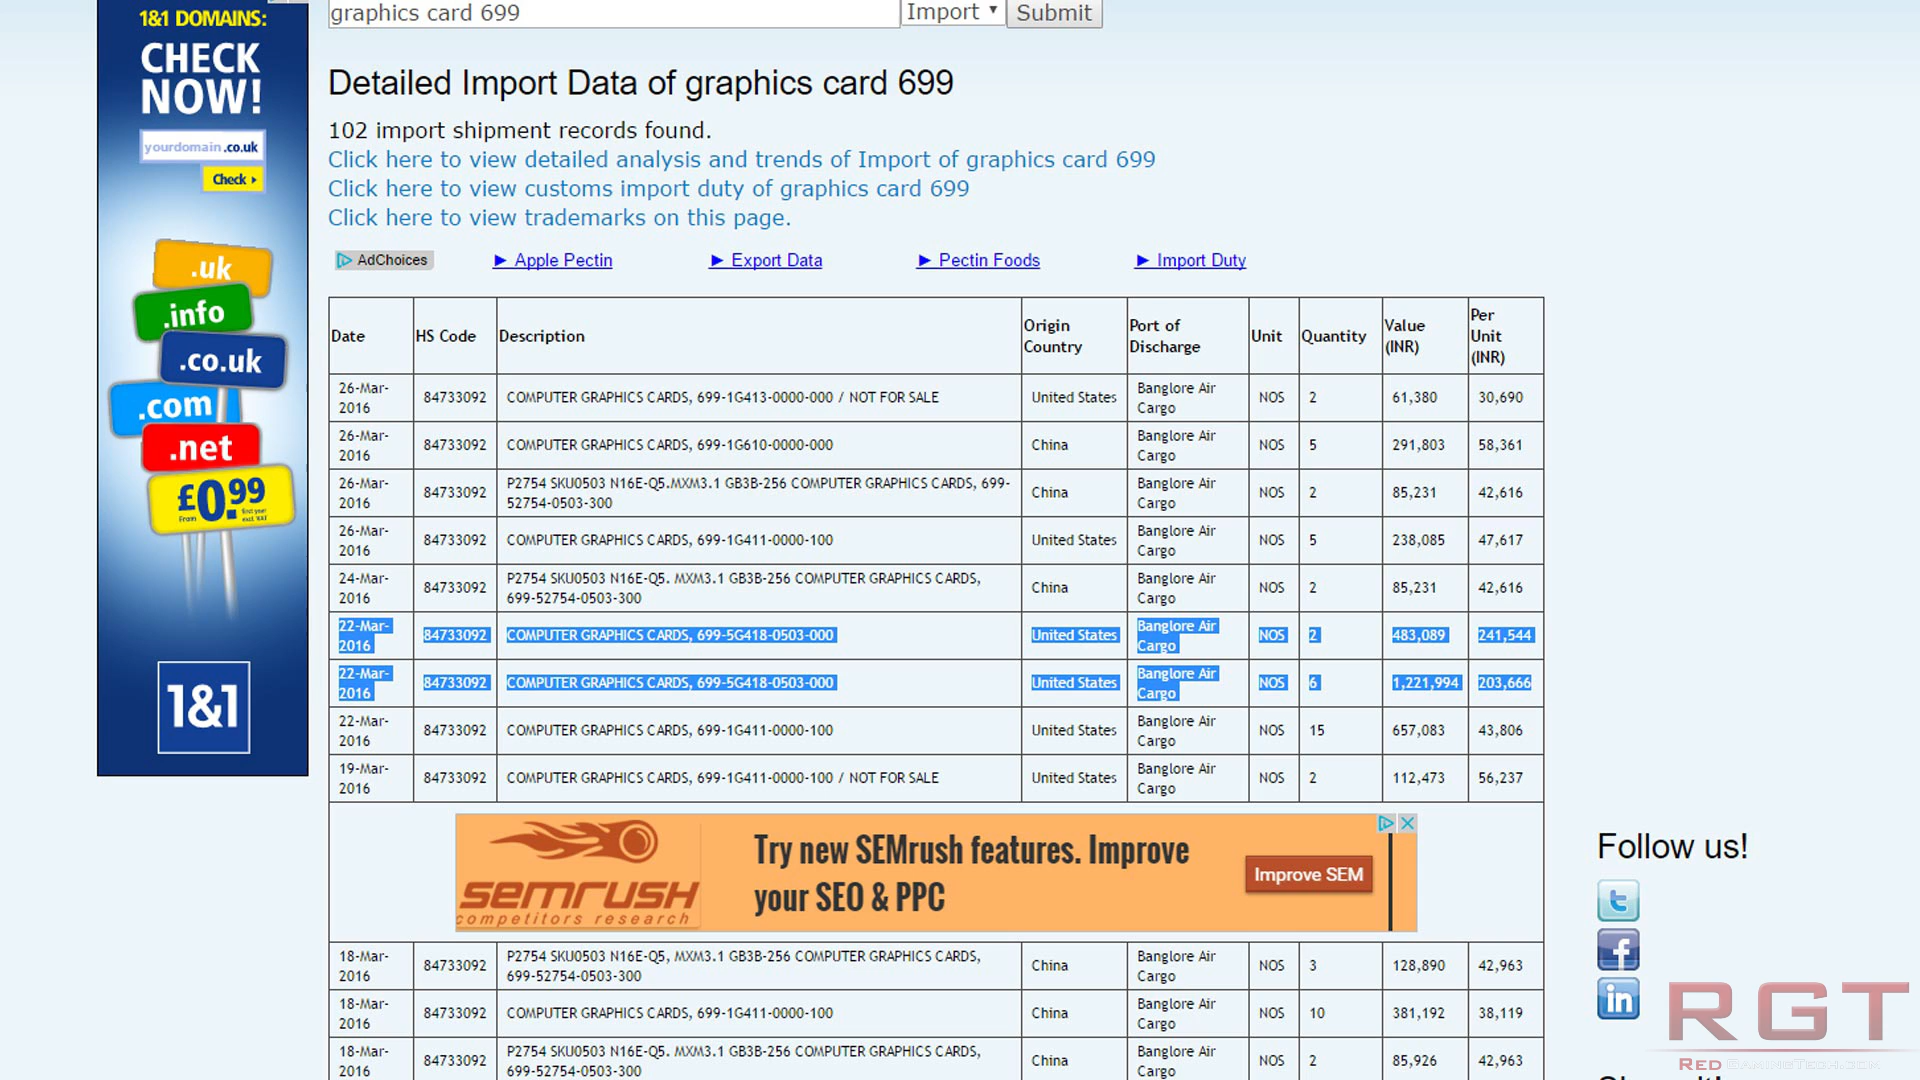 1&1 DOMAINS:
CHECK
NOW!
yourdomain.co.uk
Check
.uk
.info
.co.uk
.com
.net
£0.99
From
1&1
graphics card 699 Import Submit
Detailed Import Data of graphics card 699
102 import shipment records found.
Click here to view detailed analysis and trends of Import of graphics card 699
Click here to view customs import duty of graphics card 699
Click here to view trademarks on this page.
AdChoices ► Apple Pectin ► Export Data ► Pectin Foods ► Import Duty
Date HS Code Description Origin Country Port of Discharge Unit Quantity Value (INR) Per Unit (INR)
26-Mar-2016 84733092 COMPUTER GRAPHICS CARDS, 699-1G413-0000-000 / NOT FOR SALE United States Banglore Air Cargo NOS 2 61,380 30,690
26-Mar-2016 84733092 COMPUTER GRAPHICS CARDS, 699-1G610-0000-000 China Banglore Air Cargo NOS 5 291,803 58,361
26-Mar-2016 84733092 P2754 SKU0503 N16E-Q5.MXM3.1 GB3B-256 COMPUTER GRAPHICS CARDS, 699-52754-0503-300 China Banglore Air Cargo NOS 2 85,231 42,616
26-Mar-2016 84733092 COMPUTER GRAPHICS CARDS, 699-1G411-0000-100 United States Banglore Air Cargo NOS 5 238,085 47,617
24-Mar-2016 84733092 P2754 SKU0503 N16E-Q5. MXM3.1 GB3B-256 COMPUTER GRAPHICS CARDS, 699-52754-0503-300 China Banglore Air Cargo NOS 2 85,231 42,616
22-Mar-2016 84733092 COMPUTER GRAPHICS CARDS, 699-5G418-0503-000 United States Banglore Air Cargo NOS 2 483,089 241,544
22-Mar-2016 84733092 COMPUTER GRAPHICS CARDS, 699-5G418-0503-000 United States Banglore Air Cargo NOS 6 1,221,994 203,666
22-Mar-2016 84733092 COMPUTER GRAPHICS CARDS, 699-1G411-0000-100 United States Banglore Air Cargo NOS 15 657,083 43,806
19-Mar-2016 84733092 COMPUTER GRAPHICS CARDS, 699-1G411-0000-100 / NOT FOR SALE United States Banglore Air Cargo NOS 2 112,473 56,237
semrush
competitors research
Try new SEMrush features. Improve
your SEO & PPC
Improve SEM
18-Mar-2016 84733092 P2754 SKU0503 N16E-Q5, MXM3.1 GB3B-256 COMPUTER GRAPHICS CARDS, 699-52754-0503-300 China Banglore Air Cargo NOS 3 128,890 42,963
18-Mar-2016 84733092 COMPUTER GRAPHICS CARDS, 699-1G411-0000-100 China Banglore Air Cargo NOS 10 381,192 38,119
18-Mar-2016 84733092 P2754 SKU0503 N16E-Q5. MXM3.1 GB3B-256 COMPUTER GRAPHICS CARDS, 699-52754-0503-300 China Banglore Air Cargo NOS 2 85,926 42,963
Follow us!
RGT
RED GAMINGTECH.COM